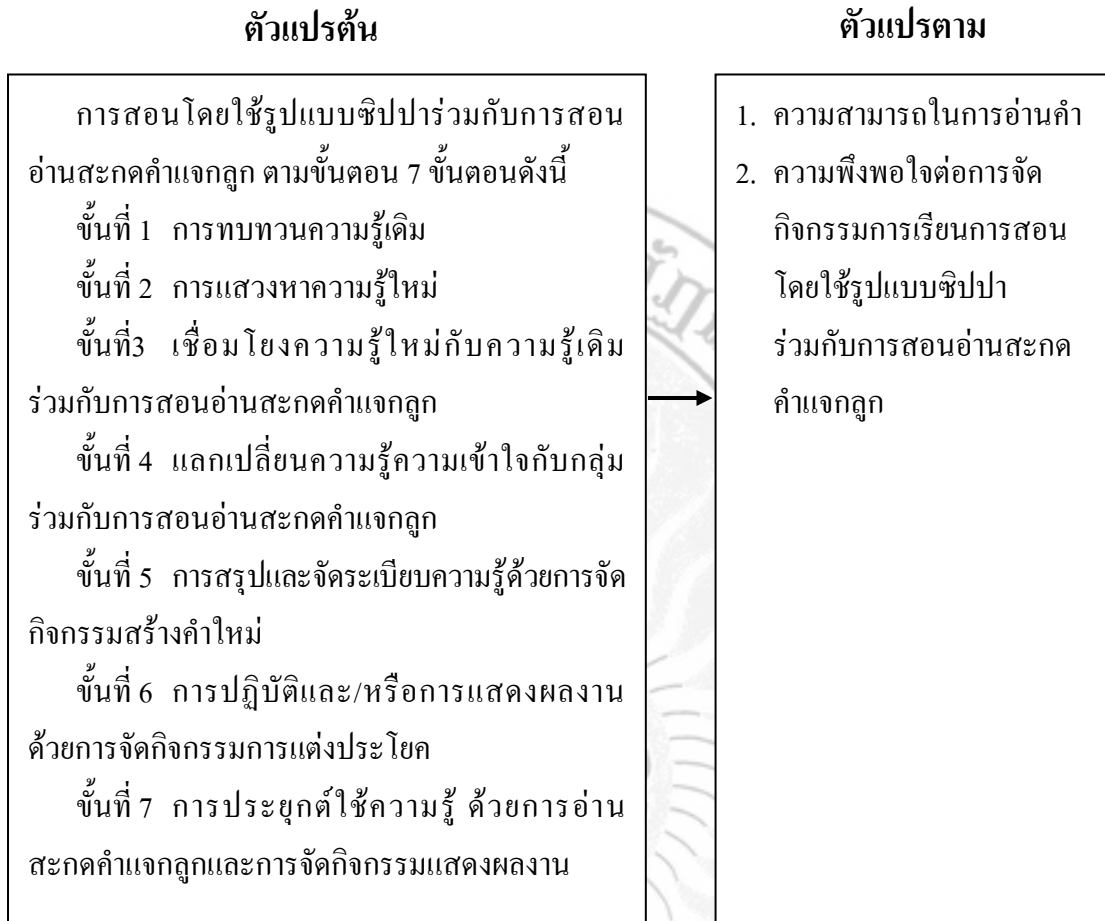 ตัวแปรต้น
การสอนโดยใช้รูปแบบซิปปาร่วมกับการสอน
อ่านสะกดคำแจกลูก ตามขั้นตอน 7 ขั้นตอนดังนี้
ขั้นที่ 1 การทบทวนความรู้เดิม
ขั้นที่ 2 การแสวงหาความรู้ใหม่
ขั้นที่3 เชื่อมโยงความรู้ใหม่กับความรู้เดิม
ร่วมกับการสอนอ่านสะกดคำแจกลูก
ขั้นที่ 4 แลกเปลี่ยนความรู้ความเข้าใจกับกลุ่ม
ร่วมกับการสอนอ่านสะกดคำแจกลูก
ขั้นที่ 5 การสรุปและจัดระเบียบความรู้ด้วยการจัด
กิจกรรมสร้างคำใหม่
ขั้นที่ 6 การปฏิบัติและ/หรือการแสดงผลงาน
ด้วยการจัดกิจกรรมการแต่งประโยค
ขั้นที่ 7 การประยุกต์ใช้ความรู้ ด้วยการอ่าน
สะกดคำแจกลูกและการจัดกิจกรรมแสดงผลงาน
ตัวแปรตาม
1. ความสามารถในการอ่านคำ
2. ความพึงพอใจต่อการจัด
กิจกรรมการเรียนการสอน
โดยใช้รูปแบบซิปปา
ร่วมกับการสอนอ่านสะกด
คำแจกลูก